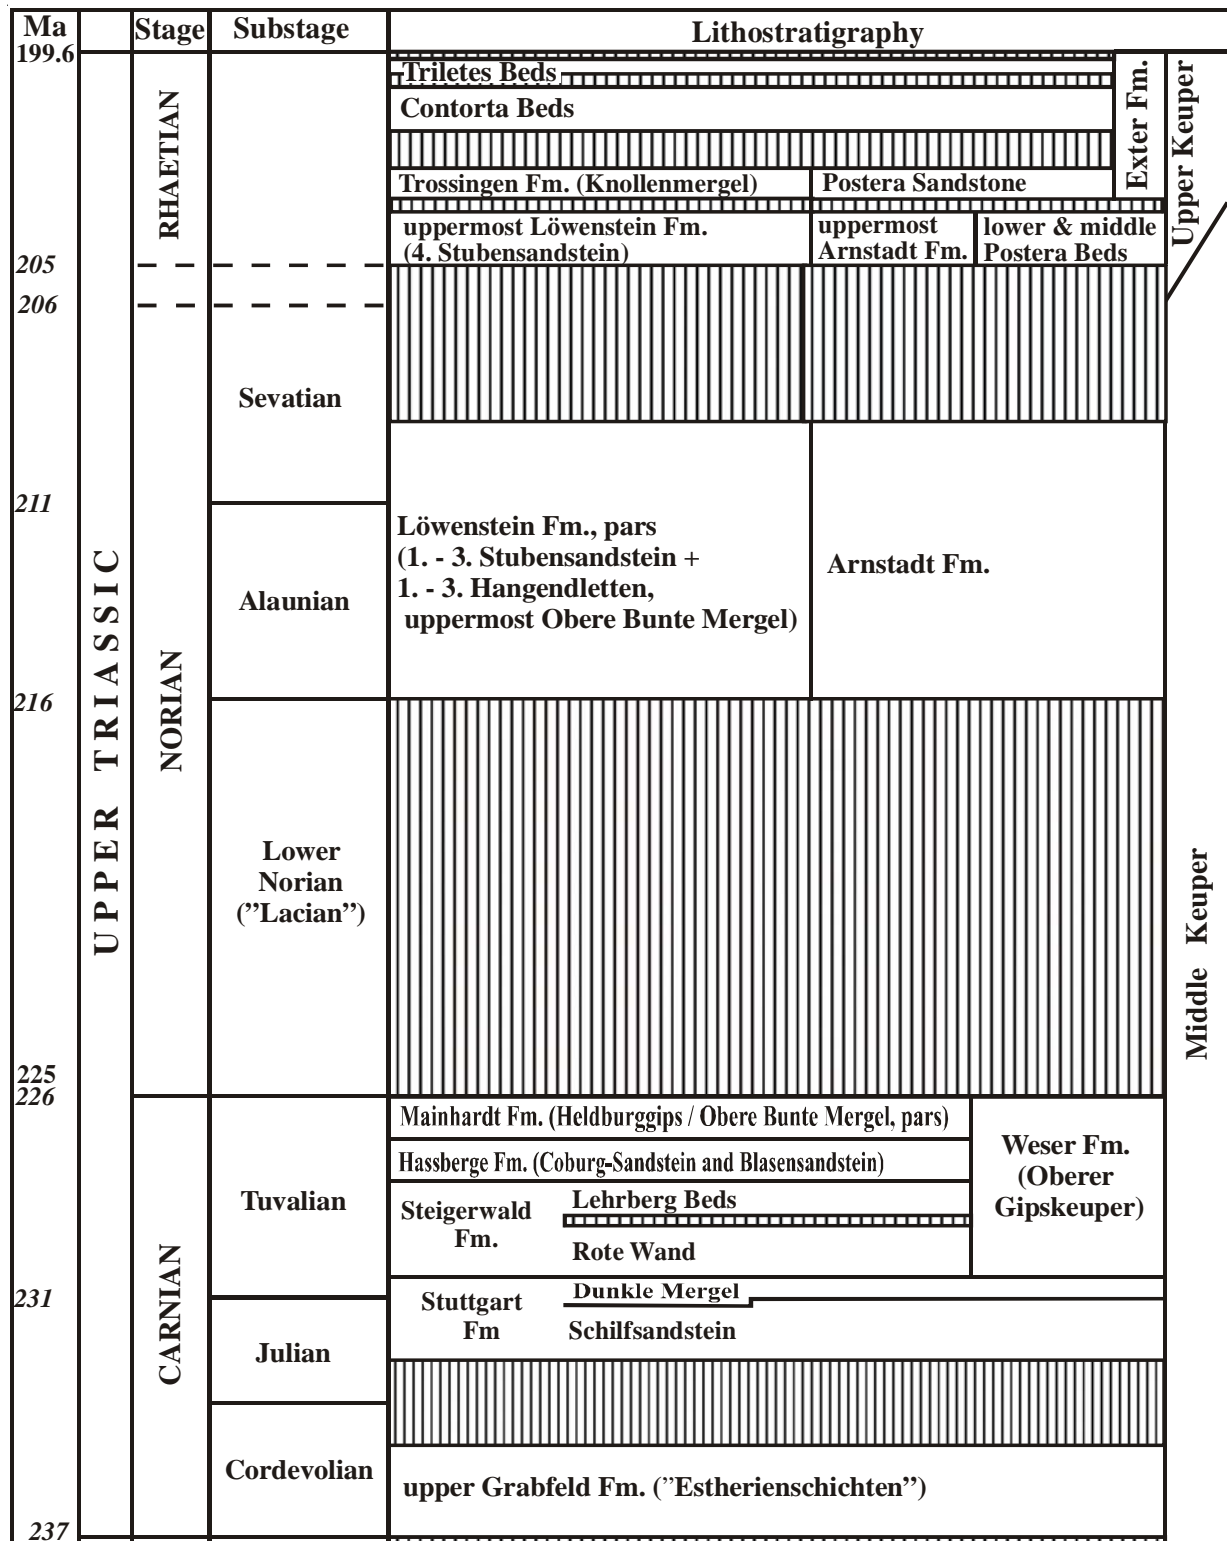 Ma
Stage
Substage
Lithostratigraphy
199.6
UPPER TRIASSIC
RHAETIAN
Triletes Beds
Contorta Beds
Exter Fm.
Upper Keuper
Trossingen Fm. (Knollenmergel)
Postera Sandstone
uppermost Löwenstein Fm.
(4. Stubensandstein)
uppermost
Arnstadt Fm.
lower & middle
Postera Beds
205
206
NORIAN
Sevatian
211
Alaunian
Löwenstein Fm., pars
(1. - 3. Stubensandstein +
1. - 3. Hangendletten,
uppermost Obere Bunte Mergel)
Arnstadt Fm.
216
Lower
Norian
(”Lacian”)
Middle Keuper
225
226
CARNIAN
Tuvalian
Mainhardt Fm. (Heldburggips / Obere Bunte Mergel, pars)
Hassberge Fm. (Coburg-Sandstein and Blasensandstein)
Steigerwald
Fm.
Lehrberg Beds
Rote Wand
Weser Fm.
(Oberer
Gipskeuper)
231
Stuttgart
Fm
Dunkle Mergel
Schilfsandstein
Julian
Cordevolian
upper Grabfeld Fm. (”Estherienschichten”)
237